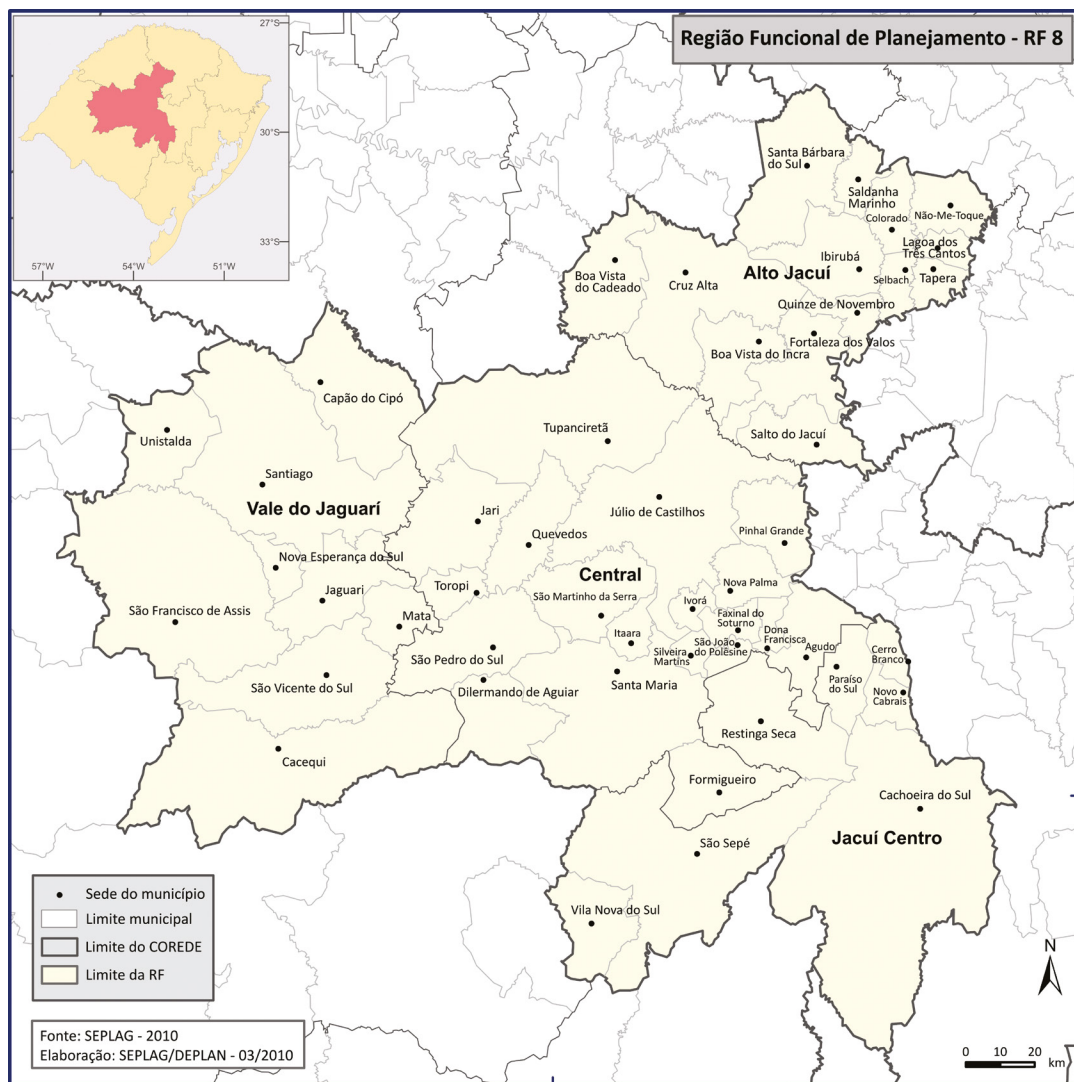 Região Funcional de Planejamento - RF 8
27°S
30°S
33°S
57°W
54°W
51°W
Santa Bárbara
do Sul
Saldanha
Marinho
Não-Me-Toque
Colorado
Lagoa dos
Três Cantos
Boa Vista
do Cadeado
Cruz Alta
Alto Jacuí
Ibirubá
Selbach
Tapera
Quinze de Novembro
Fortaleza dos Valos
Boa Vista do Incra
Salto do Jacuí
Capão do Cipó
Unistalda
Santiago
Vale do Jaguarí
Nova Esperança do Sul
Jaguari
São Francisco de Assis
Mata
São Vicente do Sul
Cacequi
Tupanciretã
Júlio de Castilhos
Jari
Quevedos
Pinhal Grande
Central
Toropi
São Martinho da Serra
Nova Palma
Ivorá
Faxinal do
Soturno
Itaara
Silveira
Martins
São João
do Polêsine
Dona
Francisca
Agudo
São Pedro do Sul
Dilermando de Aguiar
Santa Maria
Paraíso
do Sul
Cerro
Branco
Novo
Cabrais
Restinga Seca
Formigueiro
Cachoeira do Sul
Jacuí Centro
São Sepé
Vila Nova do Sul
Sede do município
Limite municipal
Limite do COREDE
Limite da RF
Fonte: SEPLAG - 2010
Elaboração: SEPLAG/DEPLAN - 03/2010
N
0 10 20
km